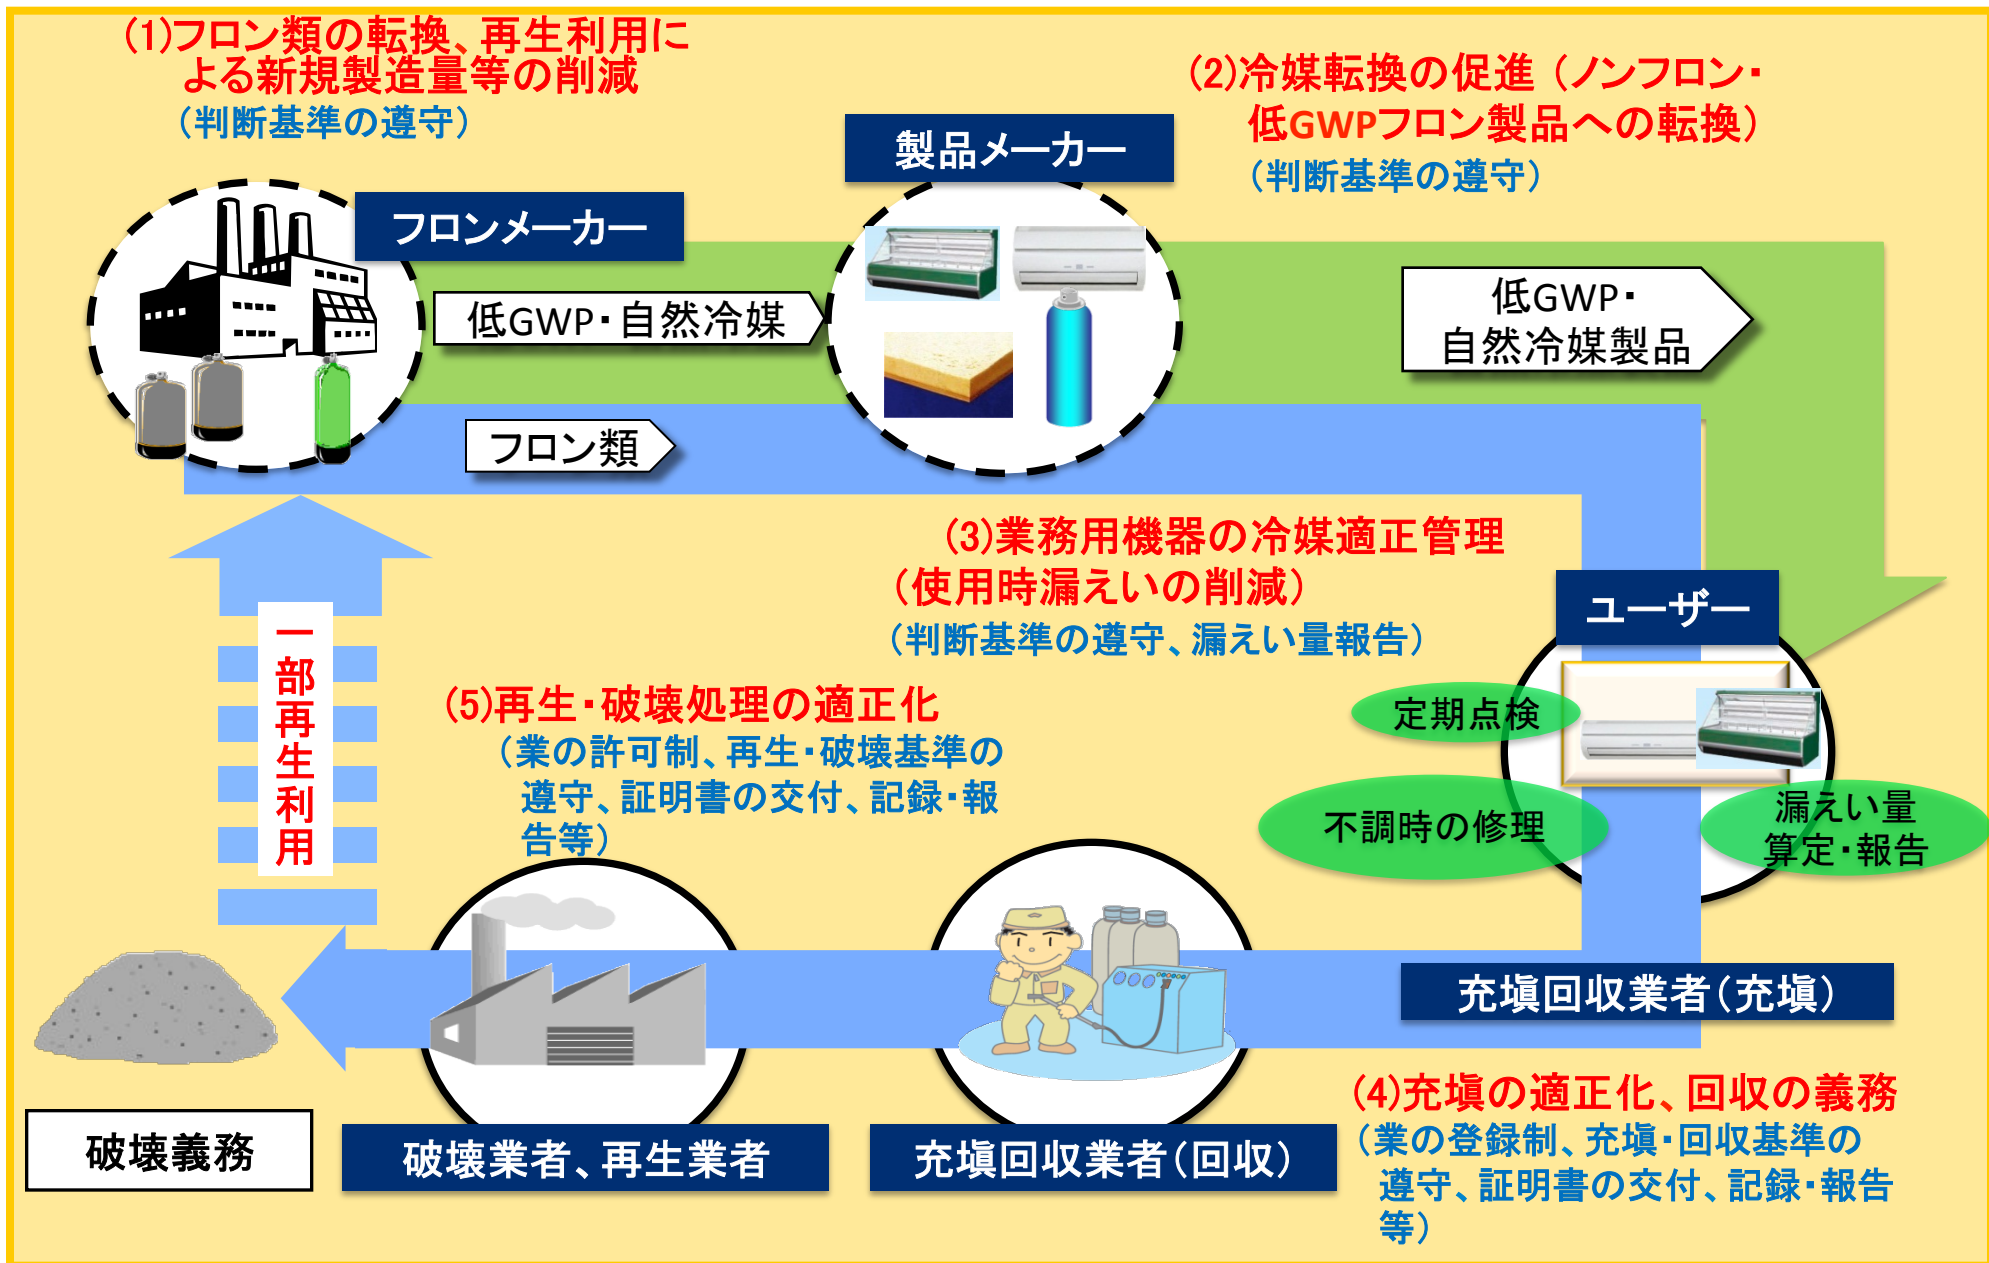 (1)フロン類の転換、再生利用に
よる新規製造量等の削減
（判断基準の遵守）
(2)冷媒転換の促進（ノンフロン・
低GWPフロン製品への転換）
（判断基準の遵守）
製品メーカー
フロンメーカー
低GWP・自然冷媒
低GWP・
自然冷媒製品
フロン類
(3)業務用機器の冷媒適正管理
（使用時漏えいの削減）
（判断基準の遵守、漏えい量報告）
ユーザー
定期点検
不調時の修理
漏えい量
算定・報告
一部再生利用
(5)再生・破壊処理の適正化
（業の許可制、再生・破壊基準の
遵守、証明書の交付、記録・報
告等）
充塡回収業者（充塡）
(4)充塡の適正化、回収の義務
（業の登録制、充塡・回収基準の
遵守、証明書の交付、記録・報告
等）
破壊義務
破壊業者、再生業者
充塡回収業者（回収）